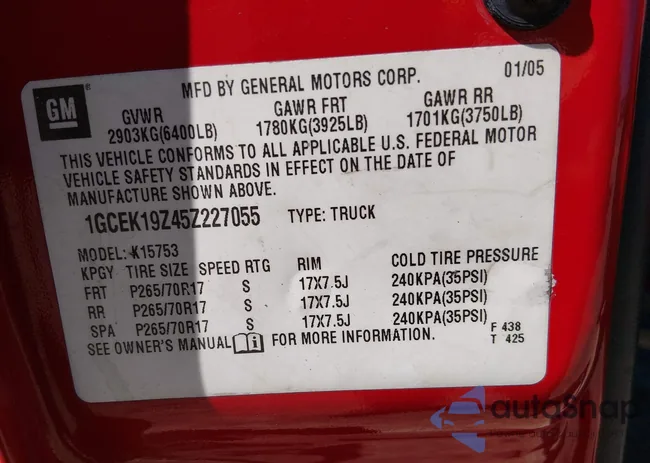 MFD BY GENERAL MOTORS CORP. 01/05
GM
GVWR GAWR FRT GAWR RR
2903KG(6400LB) 1780KG(3925LB) 1701KG(3750LB)
THIS VEHICLE CONFORMS TO ALL APPLICABLE U.S. FEDERAL MOTOR
VEHICLE SAFETY STANDARDS IN EFFECT ON THE DATE OF
MANUFACTURE SHOWN ABOVE.
1GCEK19Z45Z227055 TYPE: TRUCK
MODEL: K15753
KPGY TIRE SIZE SPEED RTG RIM COLD TIRE PRESSURE
FRT P265/70R17 S 17X7.5J 240KPA(35PSI)
RR P265/70R17 S 17X7.5J 240KPA(35PSI)
SPA P265/70R17 S 17X7.5J 240KPA(35PSI)
SEE OWNER'S MANUAL i FOR MORE INFORMATION. F 438
T 425
autoSnap